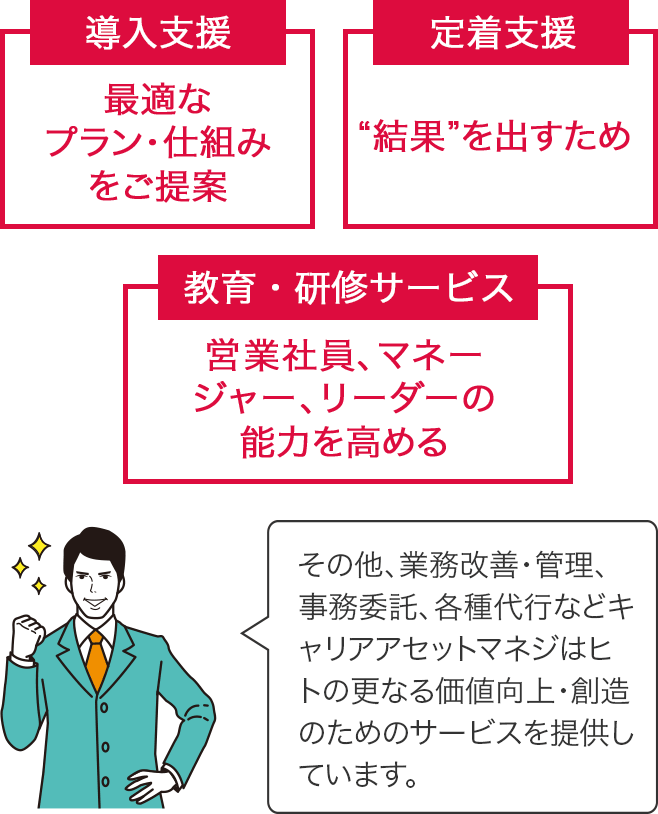 導入支援
最適な
プラン・仕組み
をご提案
定着支援
“結果”を出すため
教育・研修サービス
営業社員、マネー
ジャー、リーダーの
能力を高める
その他、業務改善・管理、
事務委託、各種代行などキ
ャリアアセットマネジはヒ
トの更なる価値向上・創造
のためのサービスを提供し
ています。